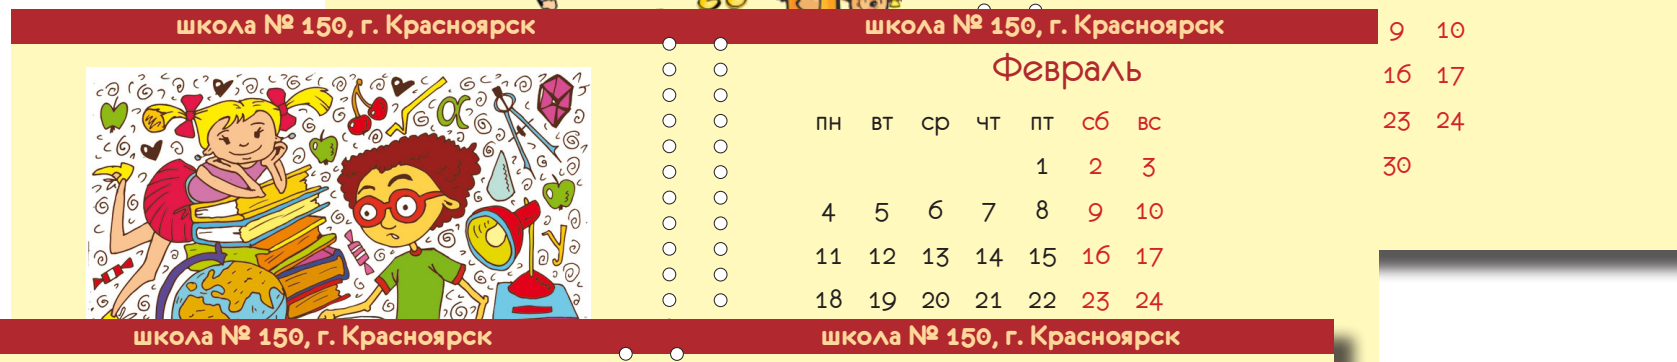 школа № 150, г. Красноярск
школа № 150, г. Красноярск
9 10
16 17
23 24
30
Февраль
пн вт ср чт пт сб вс
1 2 3
4 5 6 7 8 9 10
11 12 13 14 15 16 17
18 19 20 21 22 23 24
α
y
школа № 150, г. Красноярск
школа № 150, г. Красноярск